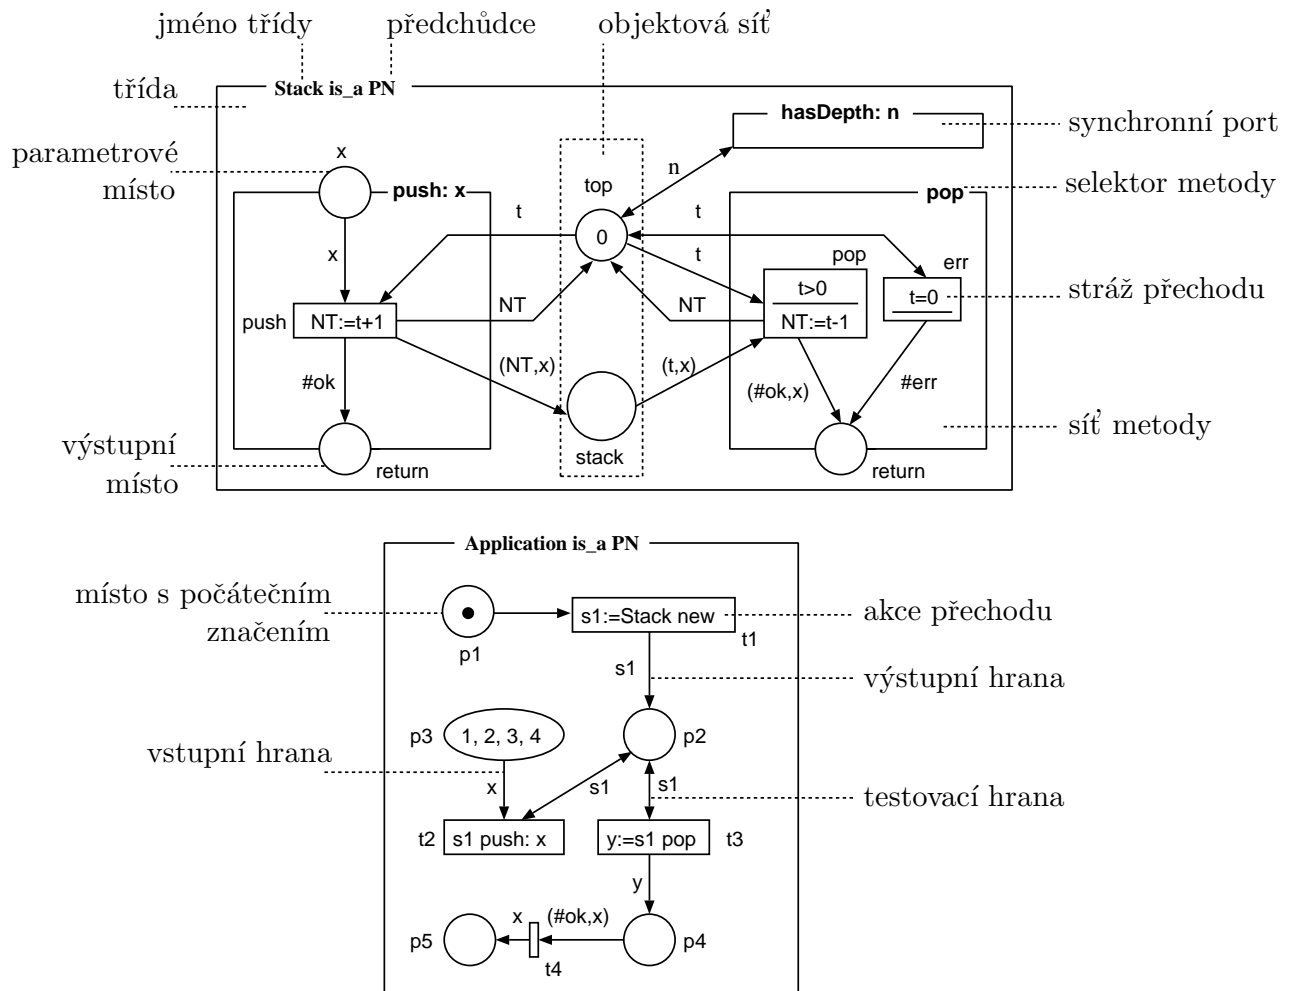 jméno třídy
předchůdce
objektová síť
třída
Stack is_a PN
hasDepth: n
synchronní port
parametrové
místo
x
n
top
push: x
pop
selektor metody
t
0
t
x
t
pop
err
t>0
t=0
stráž přechodu
push
NT:=t+1
NT
NT
NT:=t-1
#ok
(NT,x)
(t,x)
(#ok,x)
#err
výstupní
místo
return
stack
return
síť metody
Application is_a PN
místo s počátečním
značením
s1:=Stack new
akce přechodu
p1
t1
s1
výstupní hrana
p3
1, 2, 3, 4
p2
vstupní hrana
x
s1
s1
testovací hrana
t2
s1 push: x
y:=s1 pop
t3
y
x
(#ok,x)
p5
p4
t4